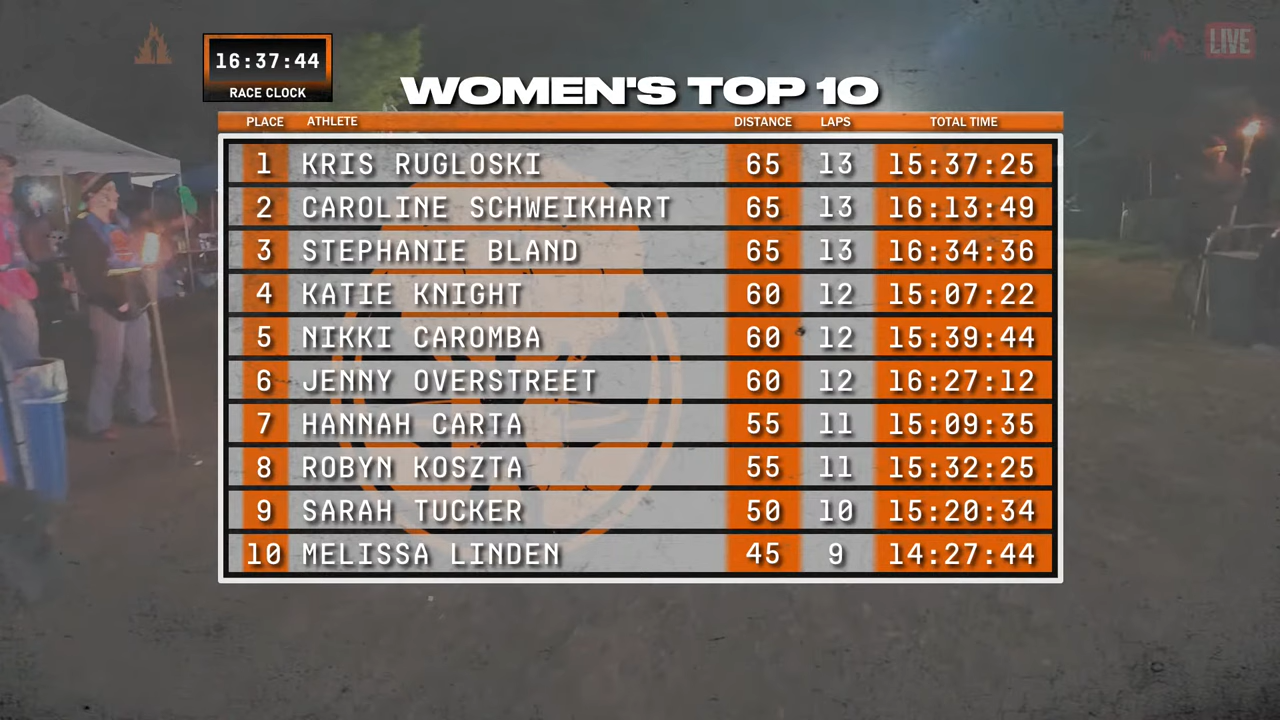 16:37:44
RACE CLOCK
LIVE
WOMEN'S TOP 10
PLACE ATHLETE DISTANCE LAPS TOTAL TIME
1 KRIS RUGLOSKI 65 13 15:37:25
2 CAROLINE SCHWEIKHART 65 13 16:13:49
3 STEPHANIE BLAND 65 13 16:34:36
4 KATIE KNIGHT 60 12 15:07:22
5 NIKKI CAROMBA 60 12 15:39:44
6 JENNY OVERSTREET 60 12 16:27:12
7 HANNAH CARTA 55 11 15:09:35
8 ROBYN KOSZTA 55 11 15:32:25
9 SARAH TUCKER 50 10 15:20:34
10 MELISSA LINDEN 45 9 14:27:44